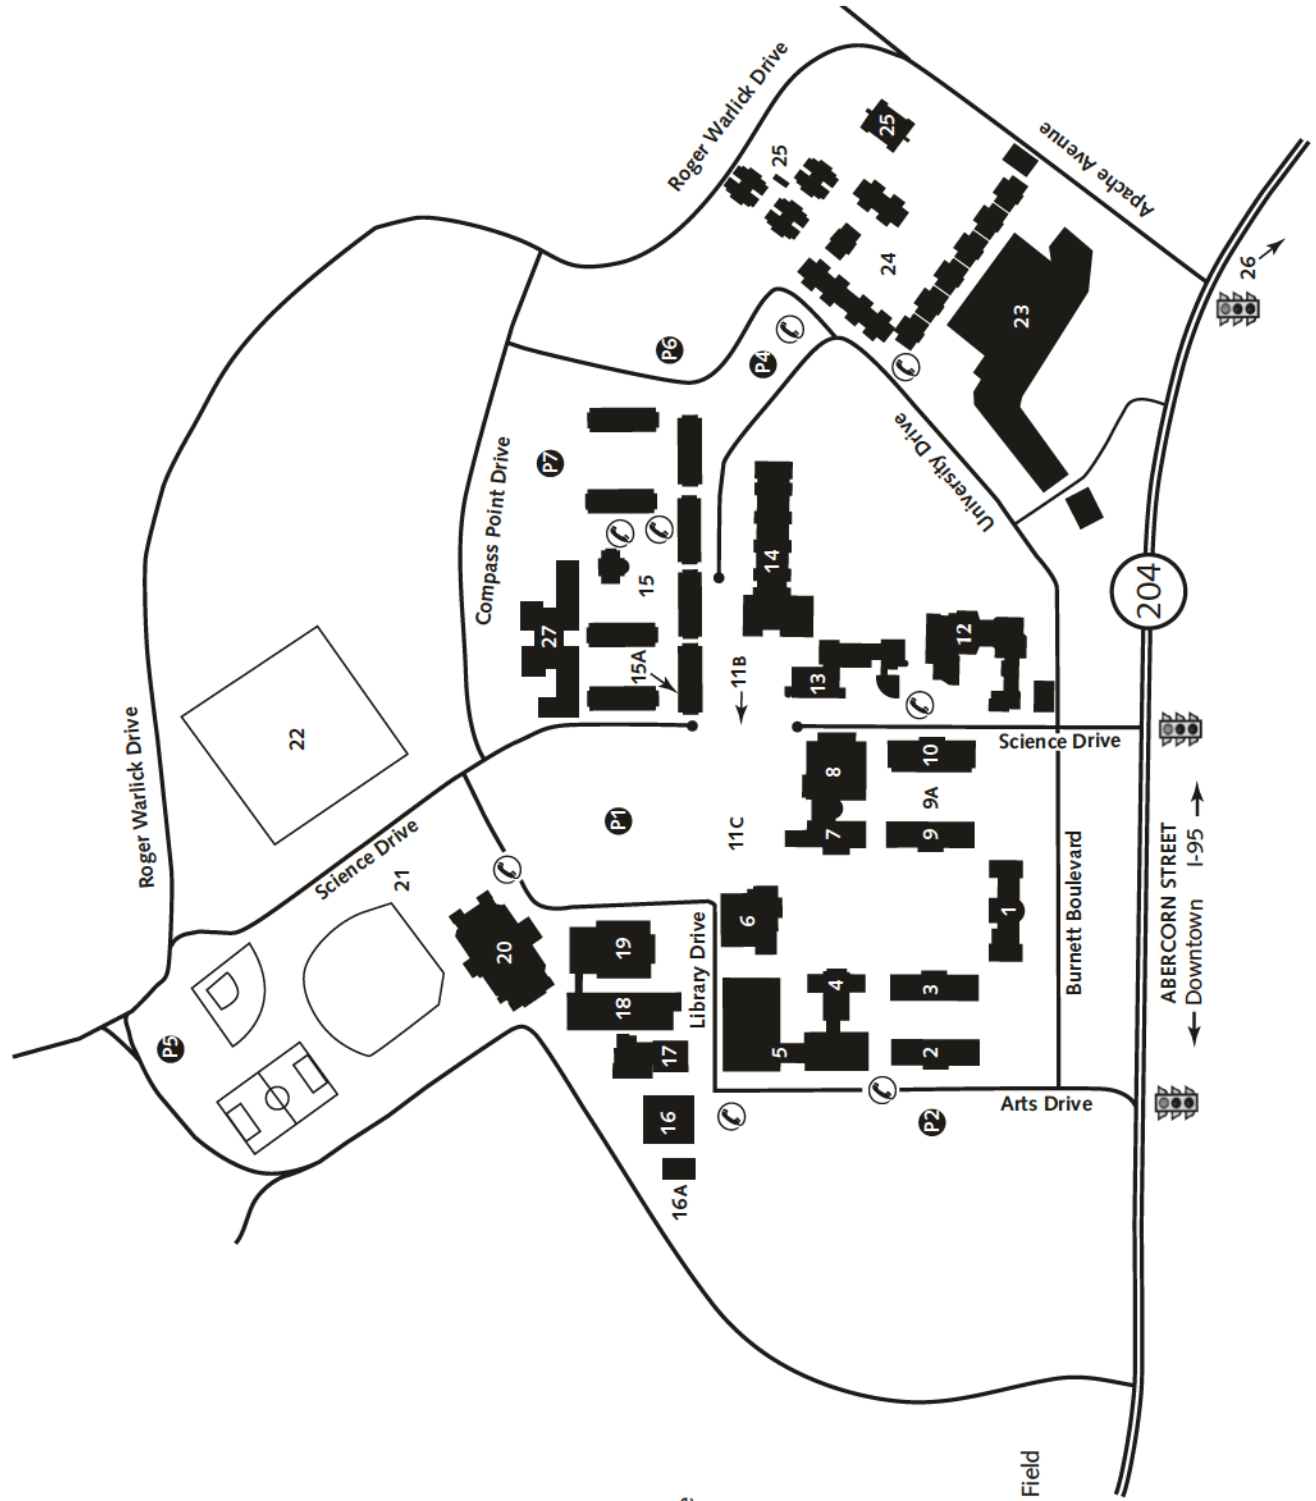 Roger Warlick Drive
Apache Avenue
25
25
24
26
23
P6
P4
P7
Compass Point Drive
University Drive
14
15
27
15A
11B
13
12
204
22
Roger Warlick Drive
Science Drive
10
8
9A
P1
11C
7
9
Science Drive
21
20
19
18
17
6
Library Drive
4
5
3
2
1
Burnett Boulevard
ABERCORN STREET
Downtown I-95
P5
16
16A
P2
Arts Drive
Field